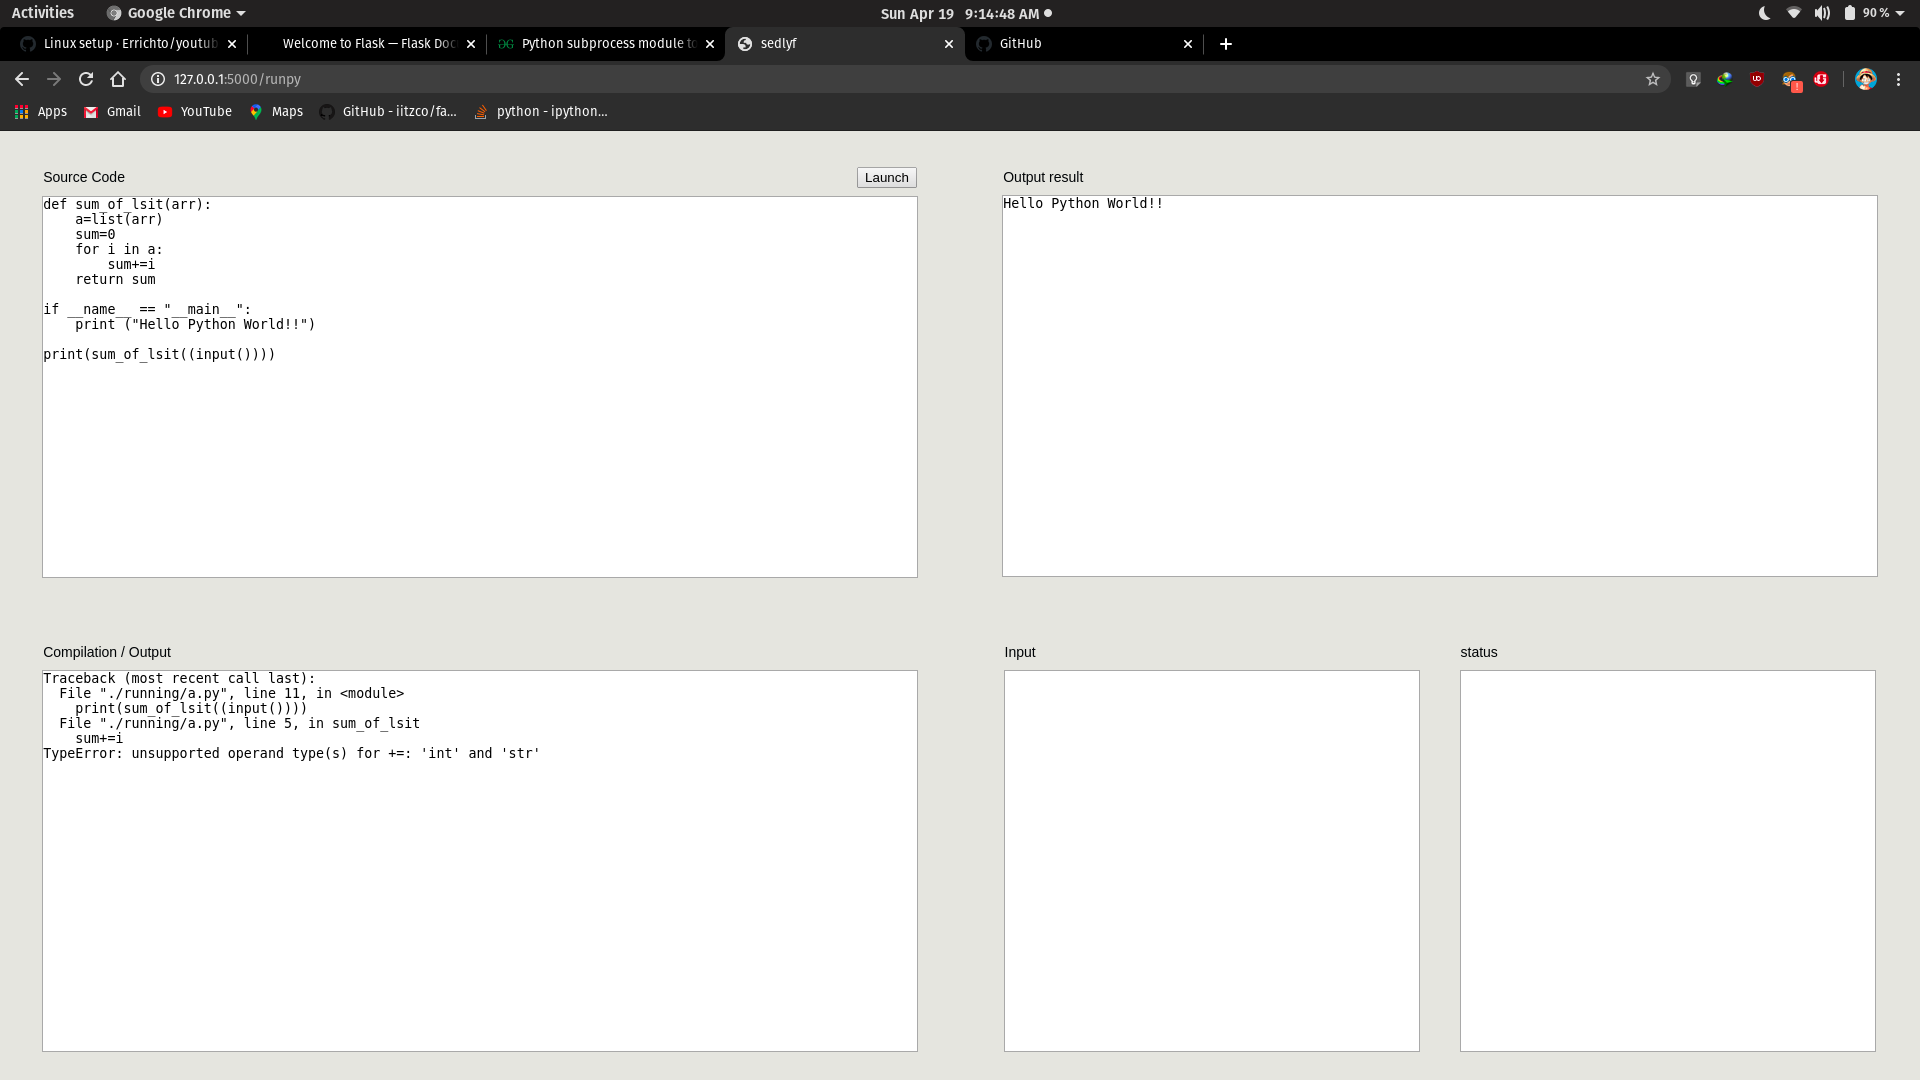 Activities
Google Chrome
Sun Apr 19 9:14:48 AM
90 %
Linux setup · Errichto/youtub
Welcome to Flask — Flask Doc
Python subprocess module to
sedlyf
GitHub
127.0.0.1:5000/runpy
Apps
Gmail
YouTube
Maps
GitHub - iitzco/fa...
python - ipython...
Source Code
Launch
def sum_of_lsit(arr):
    a=list(arr)
    sum=0
    for i in a:
        sum+=i
    return sum
if __name__ == "__main__":
    print ("Hello Python World!!")
print(sum_of_lsit((input())))
Output result
Hello Python World!!
Compilation / Output
Traceback (most recent call last):
  File "./running/a.py", line 11, in <module>
    print(sum_of_lsit((input())))
  File "./running/a.py", line 5, in sum_of_lsit
    sum+=i
TypeError: unsupported operand type(s) for +=: 'int' and 'str'
Input
status